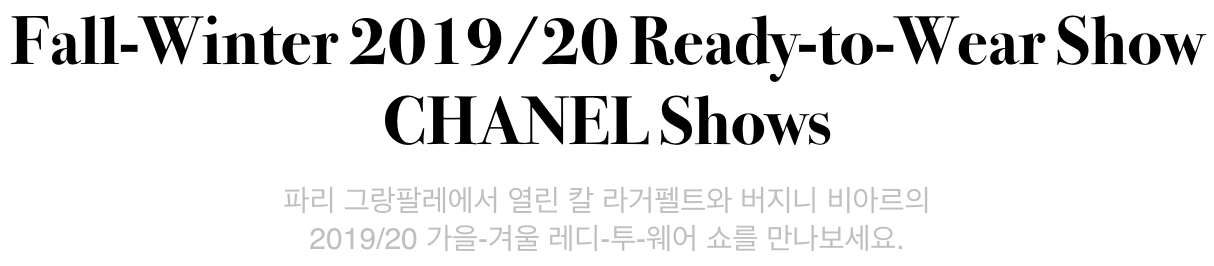 Fall-Winter 2019/20 Ready-to-Wear Show
CHANEL Shows
파리 그랑팔레에서 열린 칼 라거펠트와 버지니 비아르의
2019/20 가을-겨울 레디-투-웨어 쇼를 만나보세요.